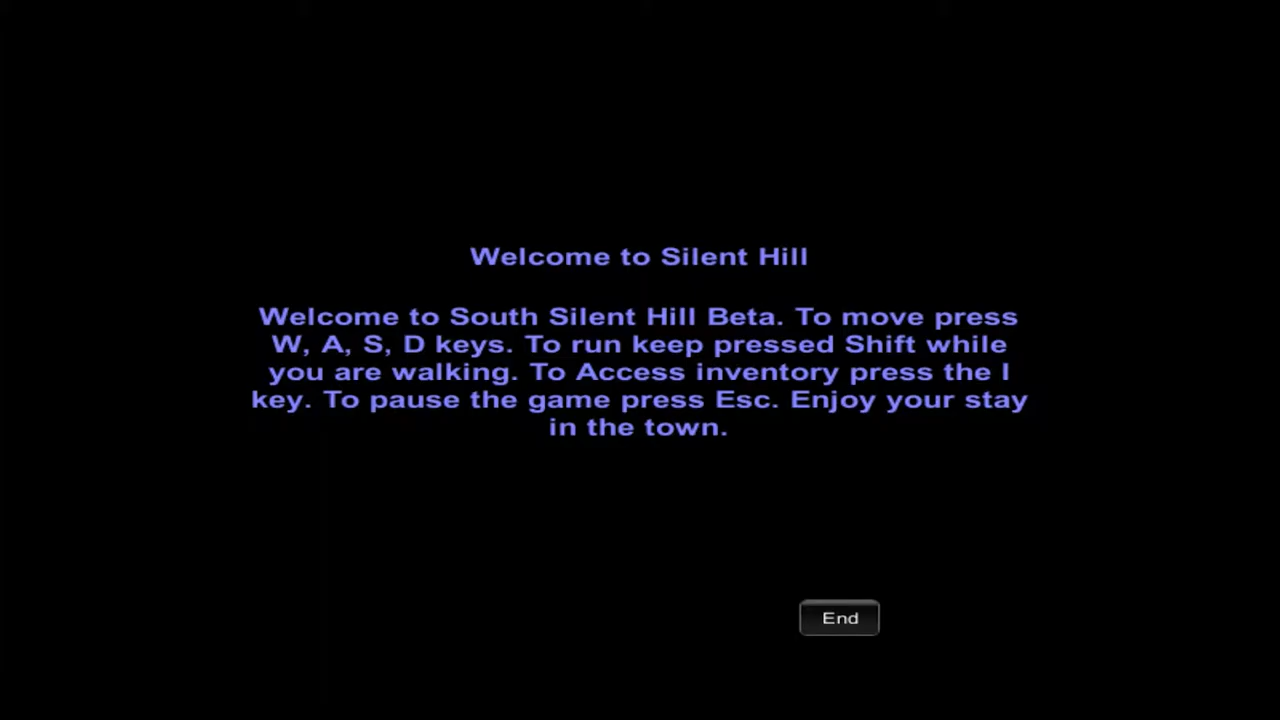 Welcome to Silent Hill
Welcome to South Silent Hill Beta. To move press
W, A, S, D keys. To run keep pressed Shift while
you are walking. To Access inventory press the I
key. To pause the game press Esc. Enjoy your stay
in the town.
End